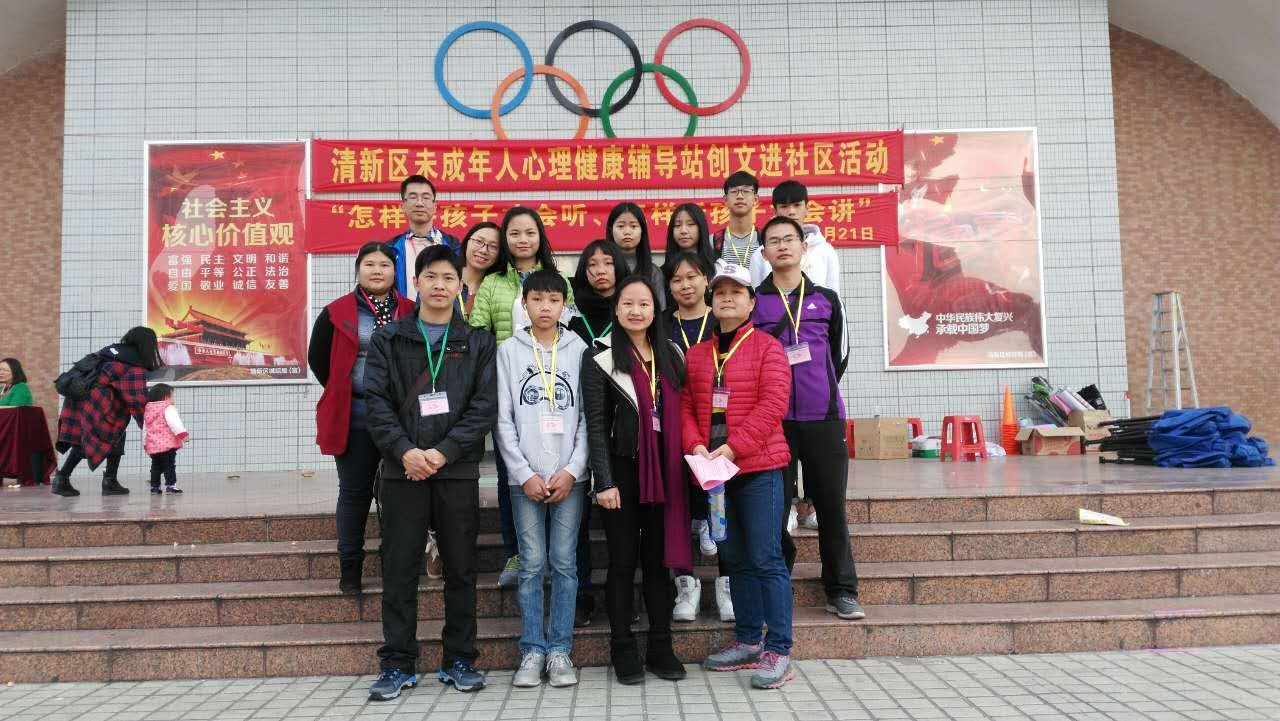 清新区未成年人心理健康辅导站创文进社区活动
“怎样 孩子 会听、 样 孩子 会讲”
月21日
社会主义
核心价值观
富强 民主 文明 和谐
自由 平等 公正 法治
爱国 敬业 诚信 友善
中华民族伟大复兴
承载中国梦